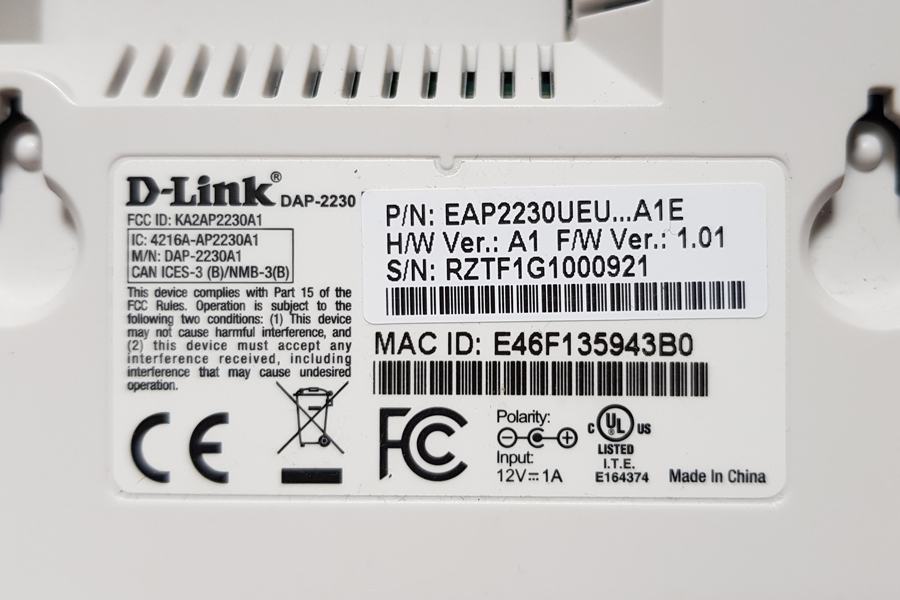 D-Link® DAP-2230
FCC ID: KA2AP2230A1
IC: 4216A-AP2230A1
M/N: DAP-2230A1
CAN ICES-3 (B)/NMB-3(B)
This device complies with Part 15 of the
FCC Rules. Operation is subject to the
following two conditions: (1) This device
may not cause harmful interference, and
(2) this device must accept any
interference received, including
interference that may cause undesired
operation.
P/N: EAP2230UEU...A1E
H/W Ver.: A1 F/W Ver.: 1.01
S/N: RZTF1G1000921
MAC ID: E46F135943B0
CE
FC
Polarity:
Input:
12V⎓1A
c UL US
LISTED
I.T.E.
E164374
Made In China